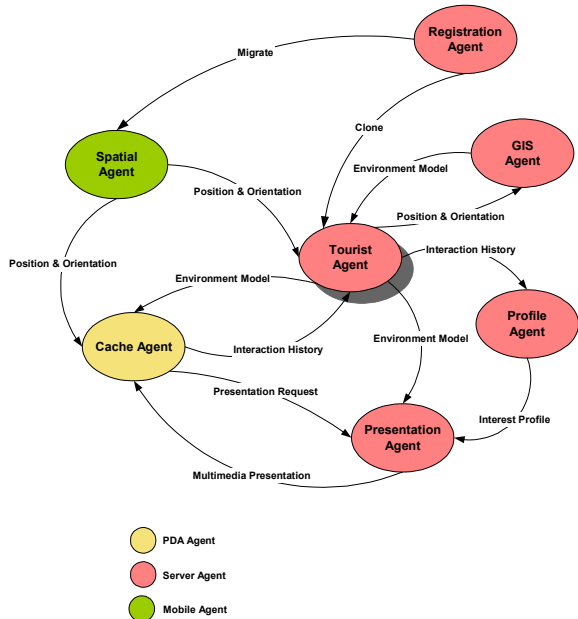 Registration
Agent
Migrate
Clone
GIS
Agent
Spatial
Agent
Environment Model
Position & Orientation
Position & Orientation
Tourist
Agent
Interaction History
Position & Orientation
Environment Model
Profile
Agent
Cache Agent
Interaction History
Environment Model
Presentation Request
Interest Profile
Presentation
Agent
Multimedia Presentation
PDA Agent
Server Agent
Mobile Agent